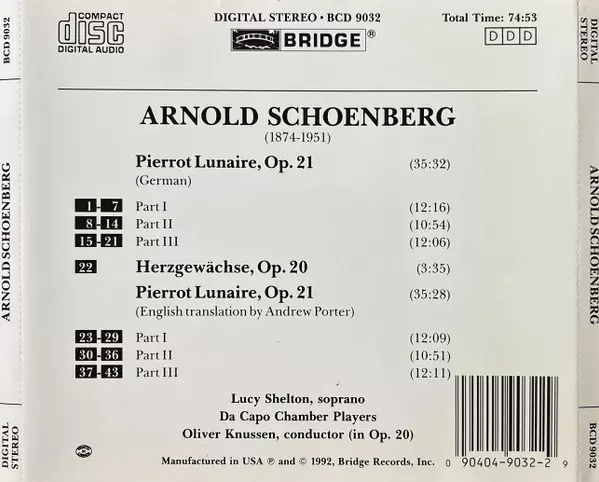 BCD 9032
ARNOLD SCHOENBERG
DIGITAL STEREO
COMPACT
disc
DIGITAL AUDIO
DIGITAL STEREO • BCD 9032
BRIDGE®
Total Time: 74:53
DDD
ARNOLD SCHOENBERG
(1874-1951)
Pierrot Lunaire, Op. 21 (35:32)
(German)
1-7 Part I (12:16)
8-14 Part II (10:54)
15-21 Part III (12:06)
22 Herzgewächse, Op. 20 (3:35)
Pierrot Lunaire, Op. 21 (35:28)
(English translation by Andrew Porter)
23-29 Part I (12:09)
30-36 Part II (10:51)
37-43 Part III (12:11)
Lucy Shelton, soprano
Da Capo Chamber Players
Oliver Knussen, conductor (in Op. 20)
Manufactured in USA ℗ and © 1992, Bridge Records, Inc.
0 90404-9032-2 9
DIGITAL STEREO
ARNOLD SCHOENBERG
BCD 9032